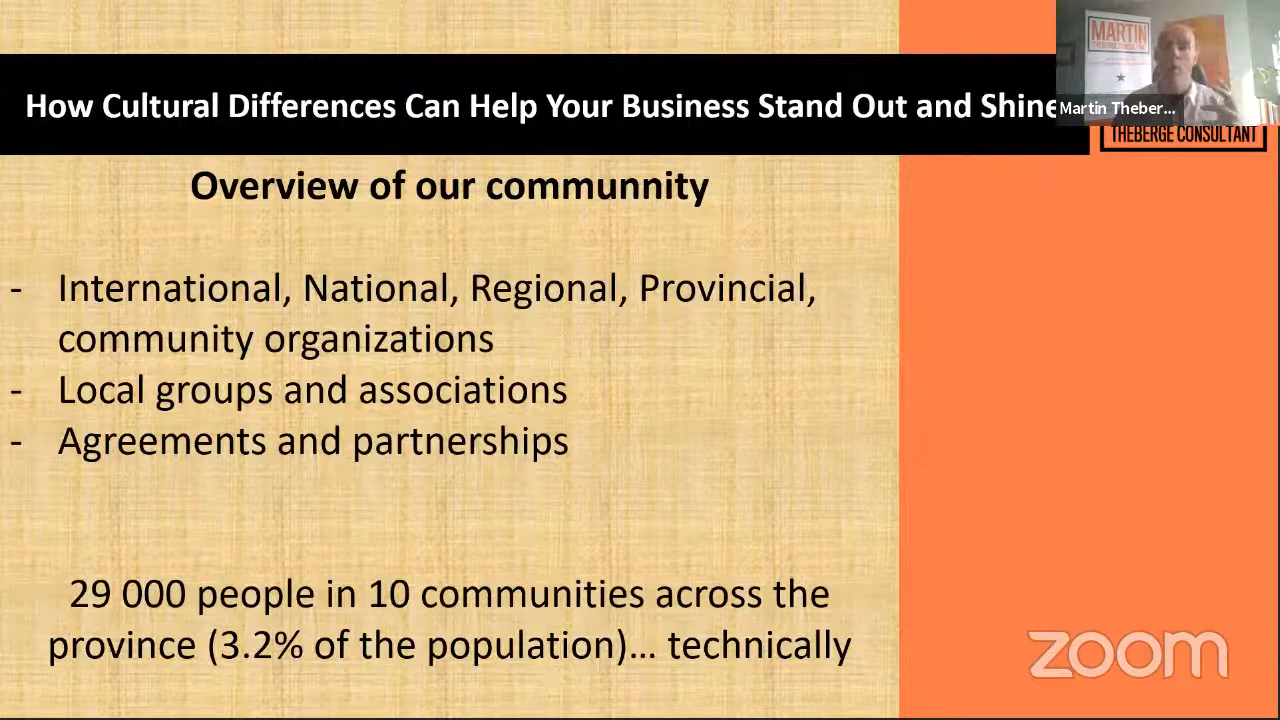 How Cultural Differences Can Help Your Business Stand Out and Shine
MARTIN
Martin Theber...
THEBERGE CONSULTANT
Overview of our communnity
- International, National, Regional, Provincial,
community organizations
- Local groups and associations
- Agreements and partnerships
29 000 people in 10 communities across the
province (3.2% of the population)... technically
zoom